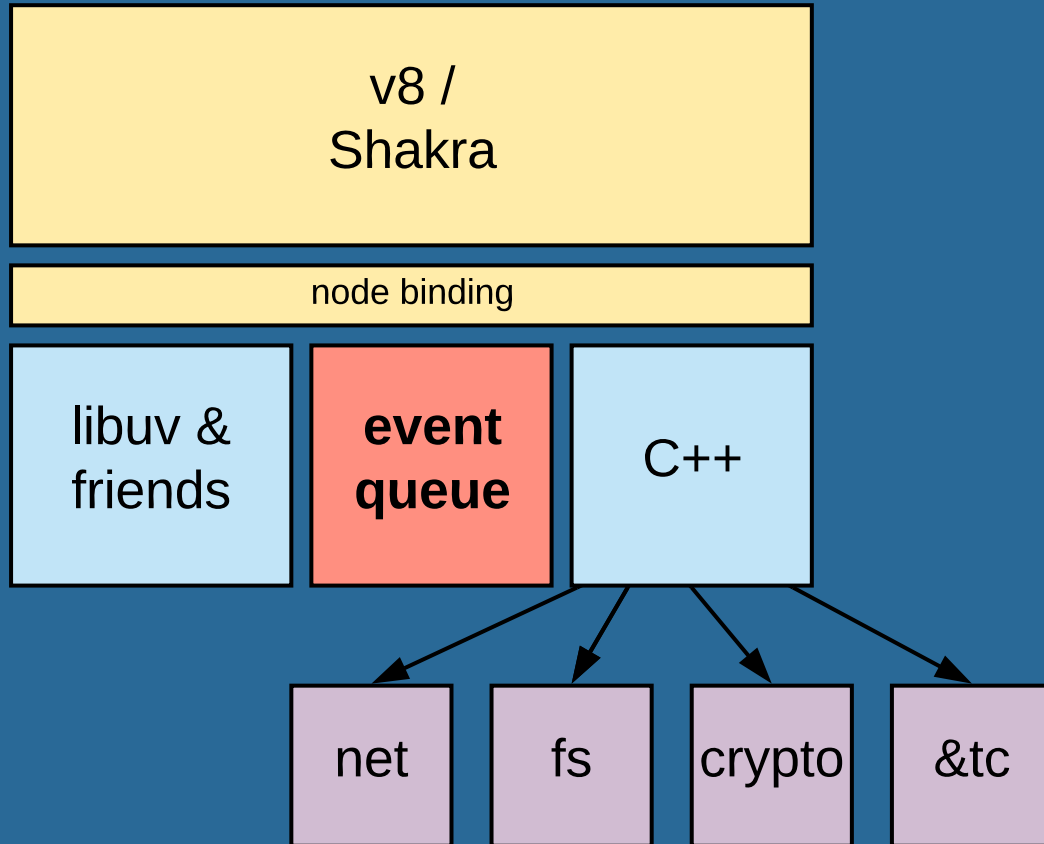 v8 /
Shakra
node binding
libuv &
friends
event
queue
C++
net
fs
crypto
&tc